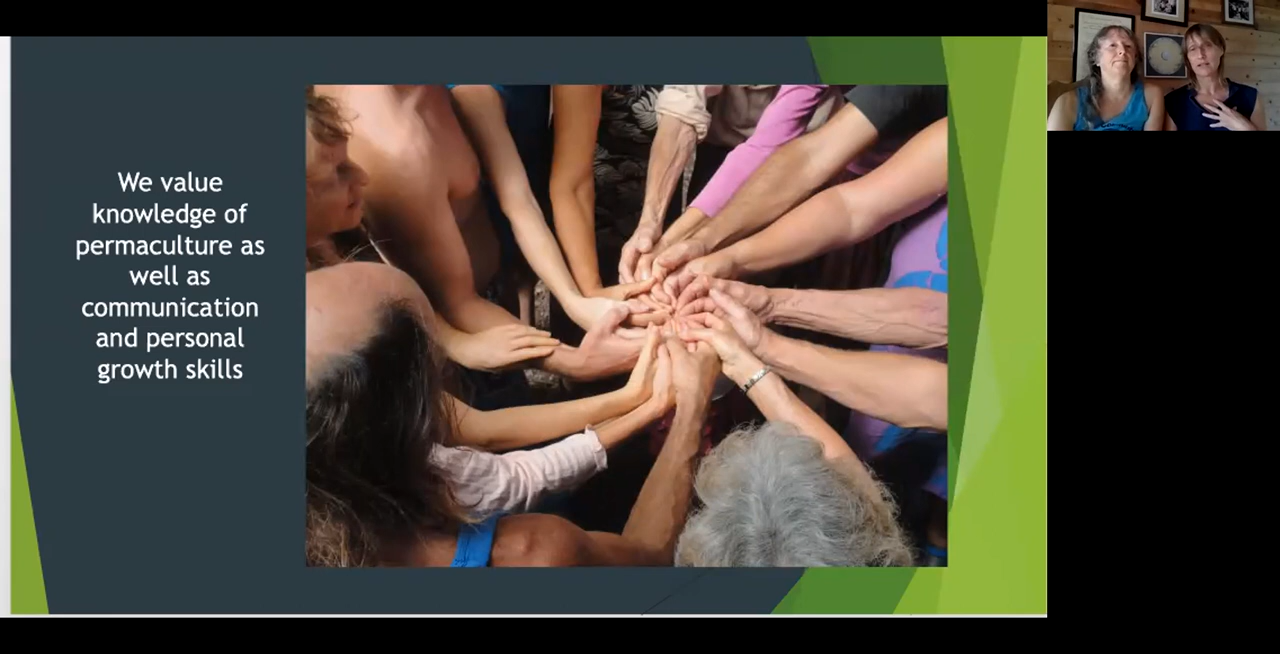 We value
knowledge of
permaculture as
well as
communication
and personal
growth skills